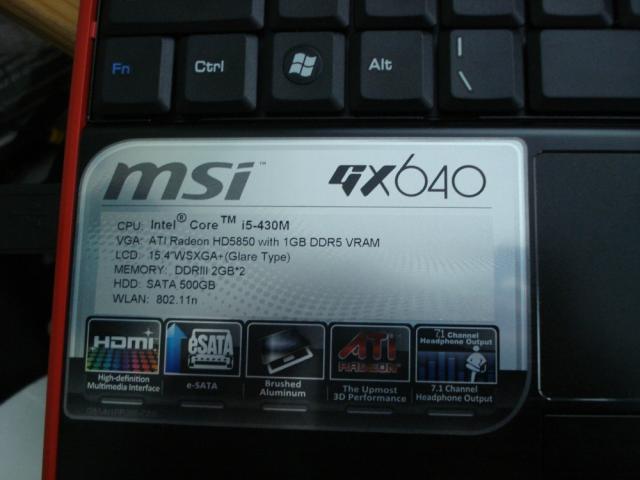 Fn Ctrl Alt | \
msi™ GX640
CPU: Intel® Core™ i5-430M
VGA: ATI Radeon HD5850 with 1GB DDR5 VRAM
LCD: 15.4"WSXGA+(Glare Type)
MEMORY: DDRIII 2GB*2
HDD: SATA 500GB
WLAN: 802.11n
HDMI eSATA ATI RADEON 7.1 Channel Headphone Output
High-definition Multimedia Interface
e-SATA
Brushed Aluminum
The Upmost 3D Performance
7.1 Channel Headphone Output